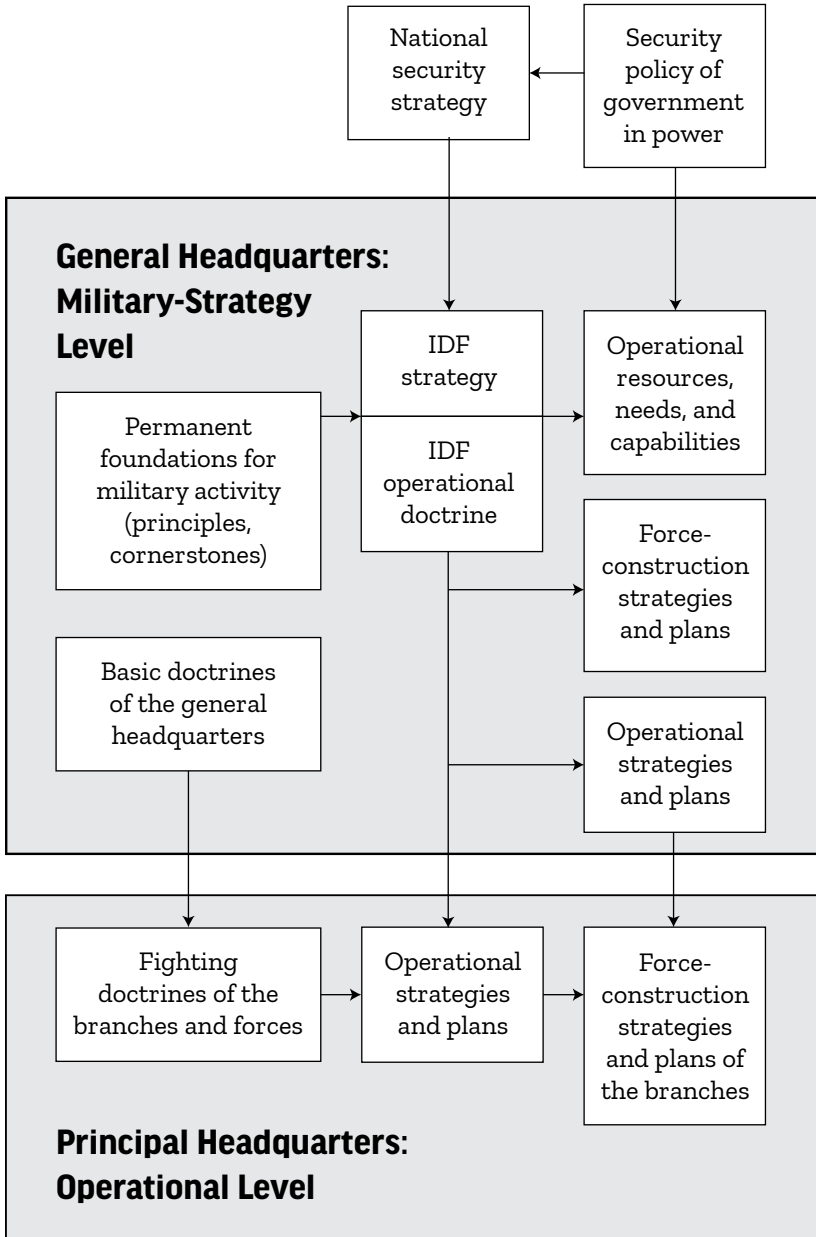 National
security
strategy
Security
policy of
government
in power
General Headquarters:
Military-Strategy
Level
IDF
strategy
Operational
resources,
needs, and
capabilities
Permanent
foundations for
military activity
(principles,
cornerstones)
IDF
operational
doctrine
Force-
construction
strategies
and plans
Basic doctrines
of the general
headquarters
Operational
strategies
and plans
Fighting
doctrines of the
branches and forces
Operational
strategies
and plans
Force-
construction
strategies
and plans of
the branches
Principal Headquarters:
Operational Level